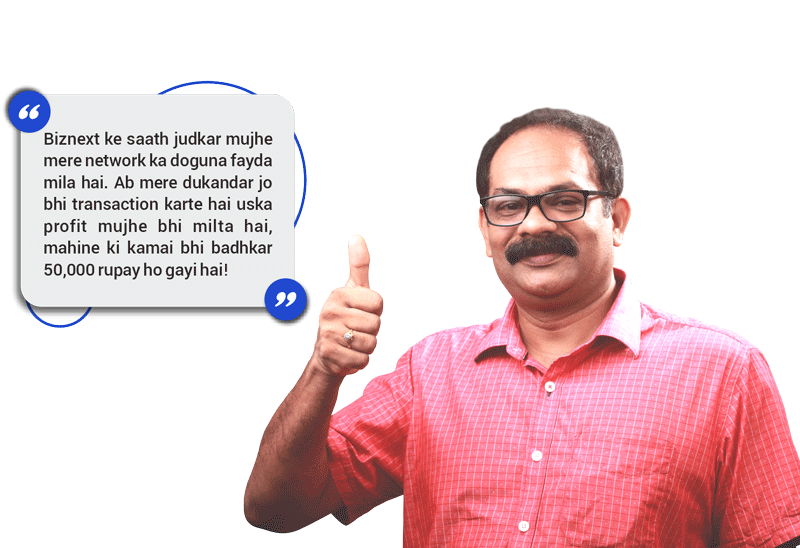 Biznext ke saath judkar mujhe
mere network ka doguna fayda
mila hai. Ab mere dukandar jo
bhi transaction karte hai uska
profit mujhe bhi milta hai,
mahine ki kamai bhi badhkar
50,000 rupay ho gayi hai!